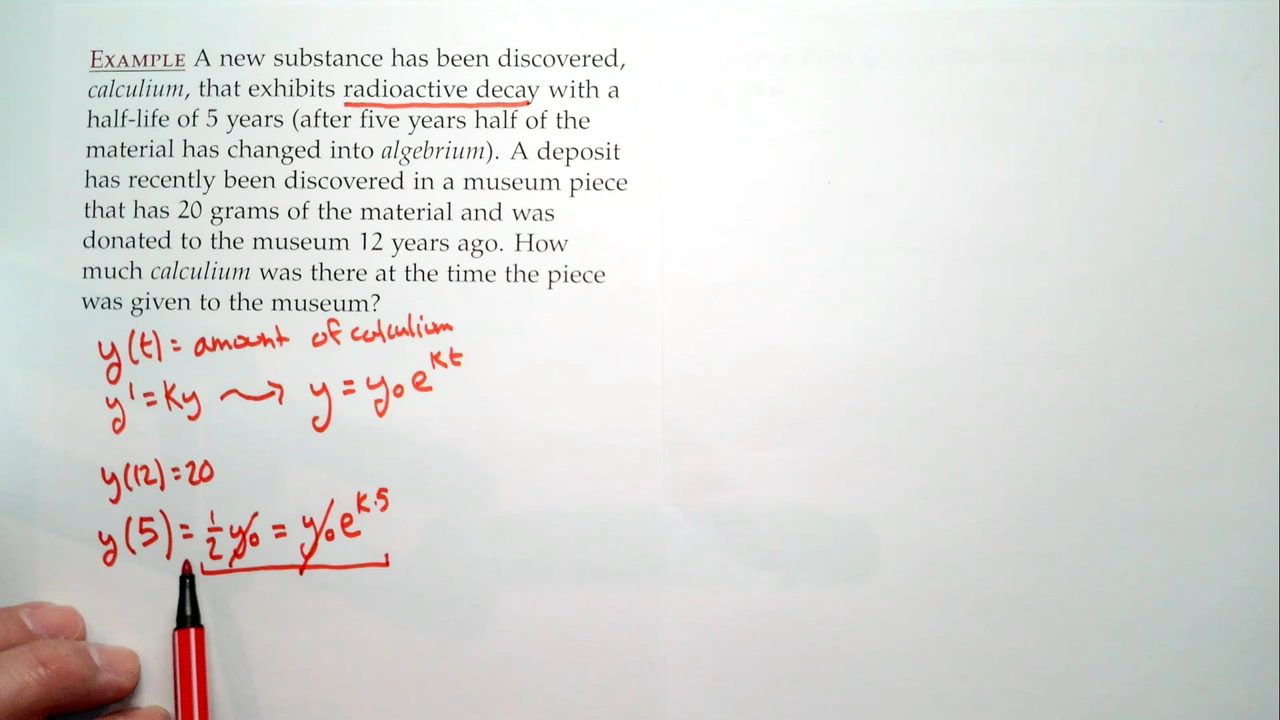 EXAMPLE A new substance has been discovered,
calculium, that exhibits radioactive decay with a
half-life of 5 years (after five years half of the
material has changed into algebrium). A deposit
has recently been discovered in a museum piece
that has 20 grams of the material and was
donated to the museum 12 years ago. How
much calculium was there at the time the piece
was given to the museum?
y(t) = amount of calculium
y' = Ky ⟿ y = y₀e^{Kt}
y(12) = 20
y(5) = ½y₀ = y₀e^{K·5}